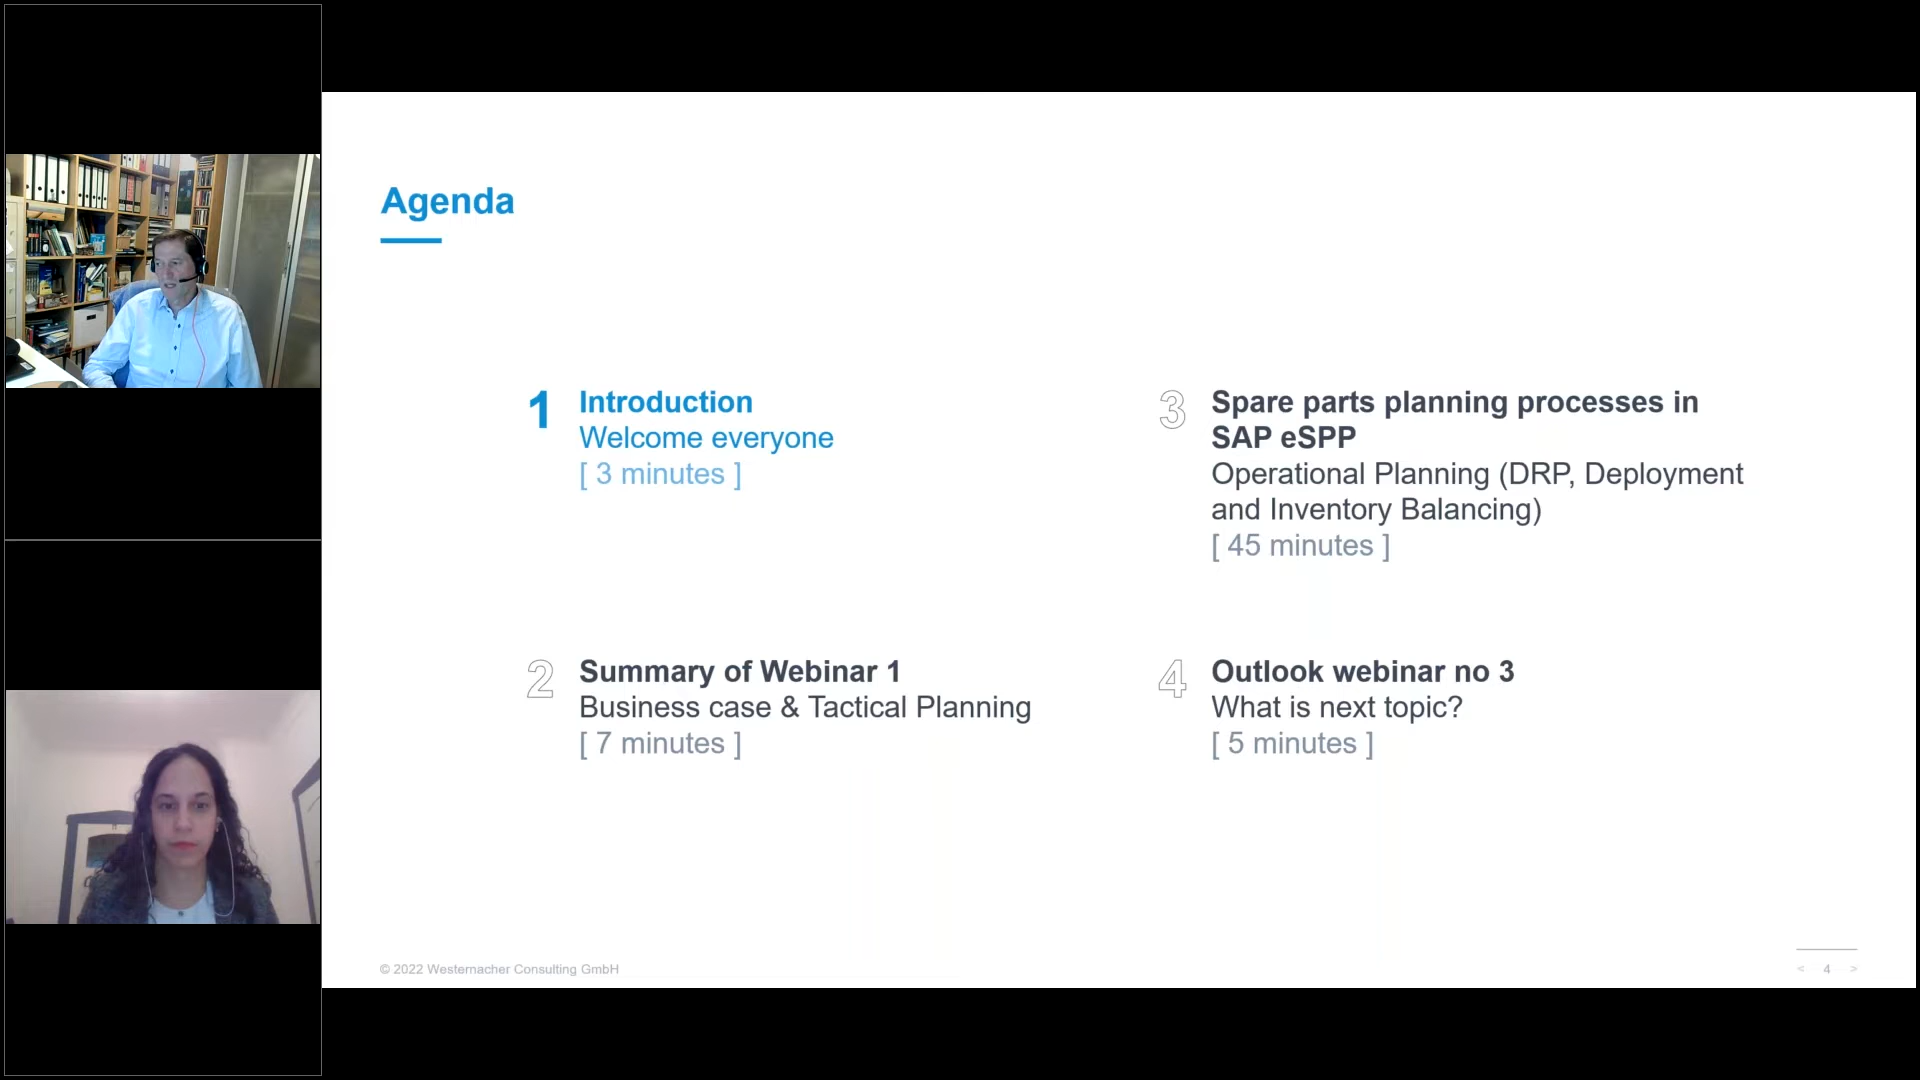 Agenda
1
Introduction
Welcome everyone
[ 3 minutes ]
2
Summary of Webinar 1
Business case & Tactical Planning
[ 7 minutes ]
3
Spare parts planning processes in
SAP eSPP
Operational Planning (DRP, Deployment
and Inventory Balancing)
[ 45 minutes ]
4
Outlook webinar no 3
What is next topic?
[ 5 minutes ]
© 2022 Westernacher Consulting GmbH
< 4 >